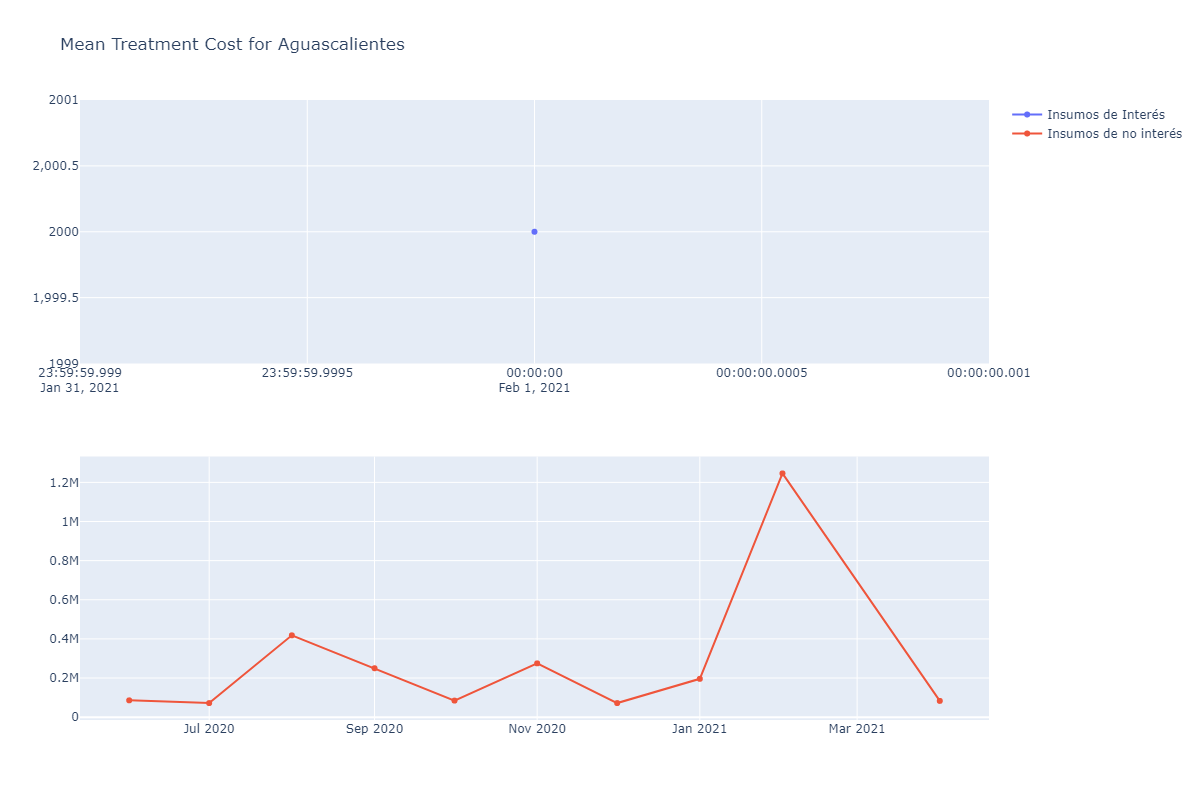 Mean Treatment Cost for Aguascalientes
2001
2,000.5
2000
1,999.5
1999
23:59:59.999 23:59:59.9995 00:00:00 00:00:00.0005 00:00:00.001
Jan 31, 2021 Feb 1, 2021
Insumos de Interés
Insumos de no interés
1.2M
1M
0.8M
0.6M
0.4M
0.2M
0
Jul 2020 Sep 2020 Nov 2020 Jan 2021 Mar 2021